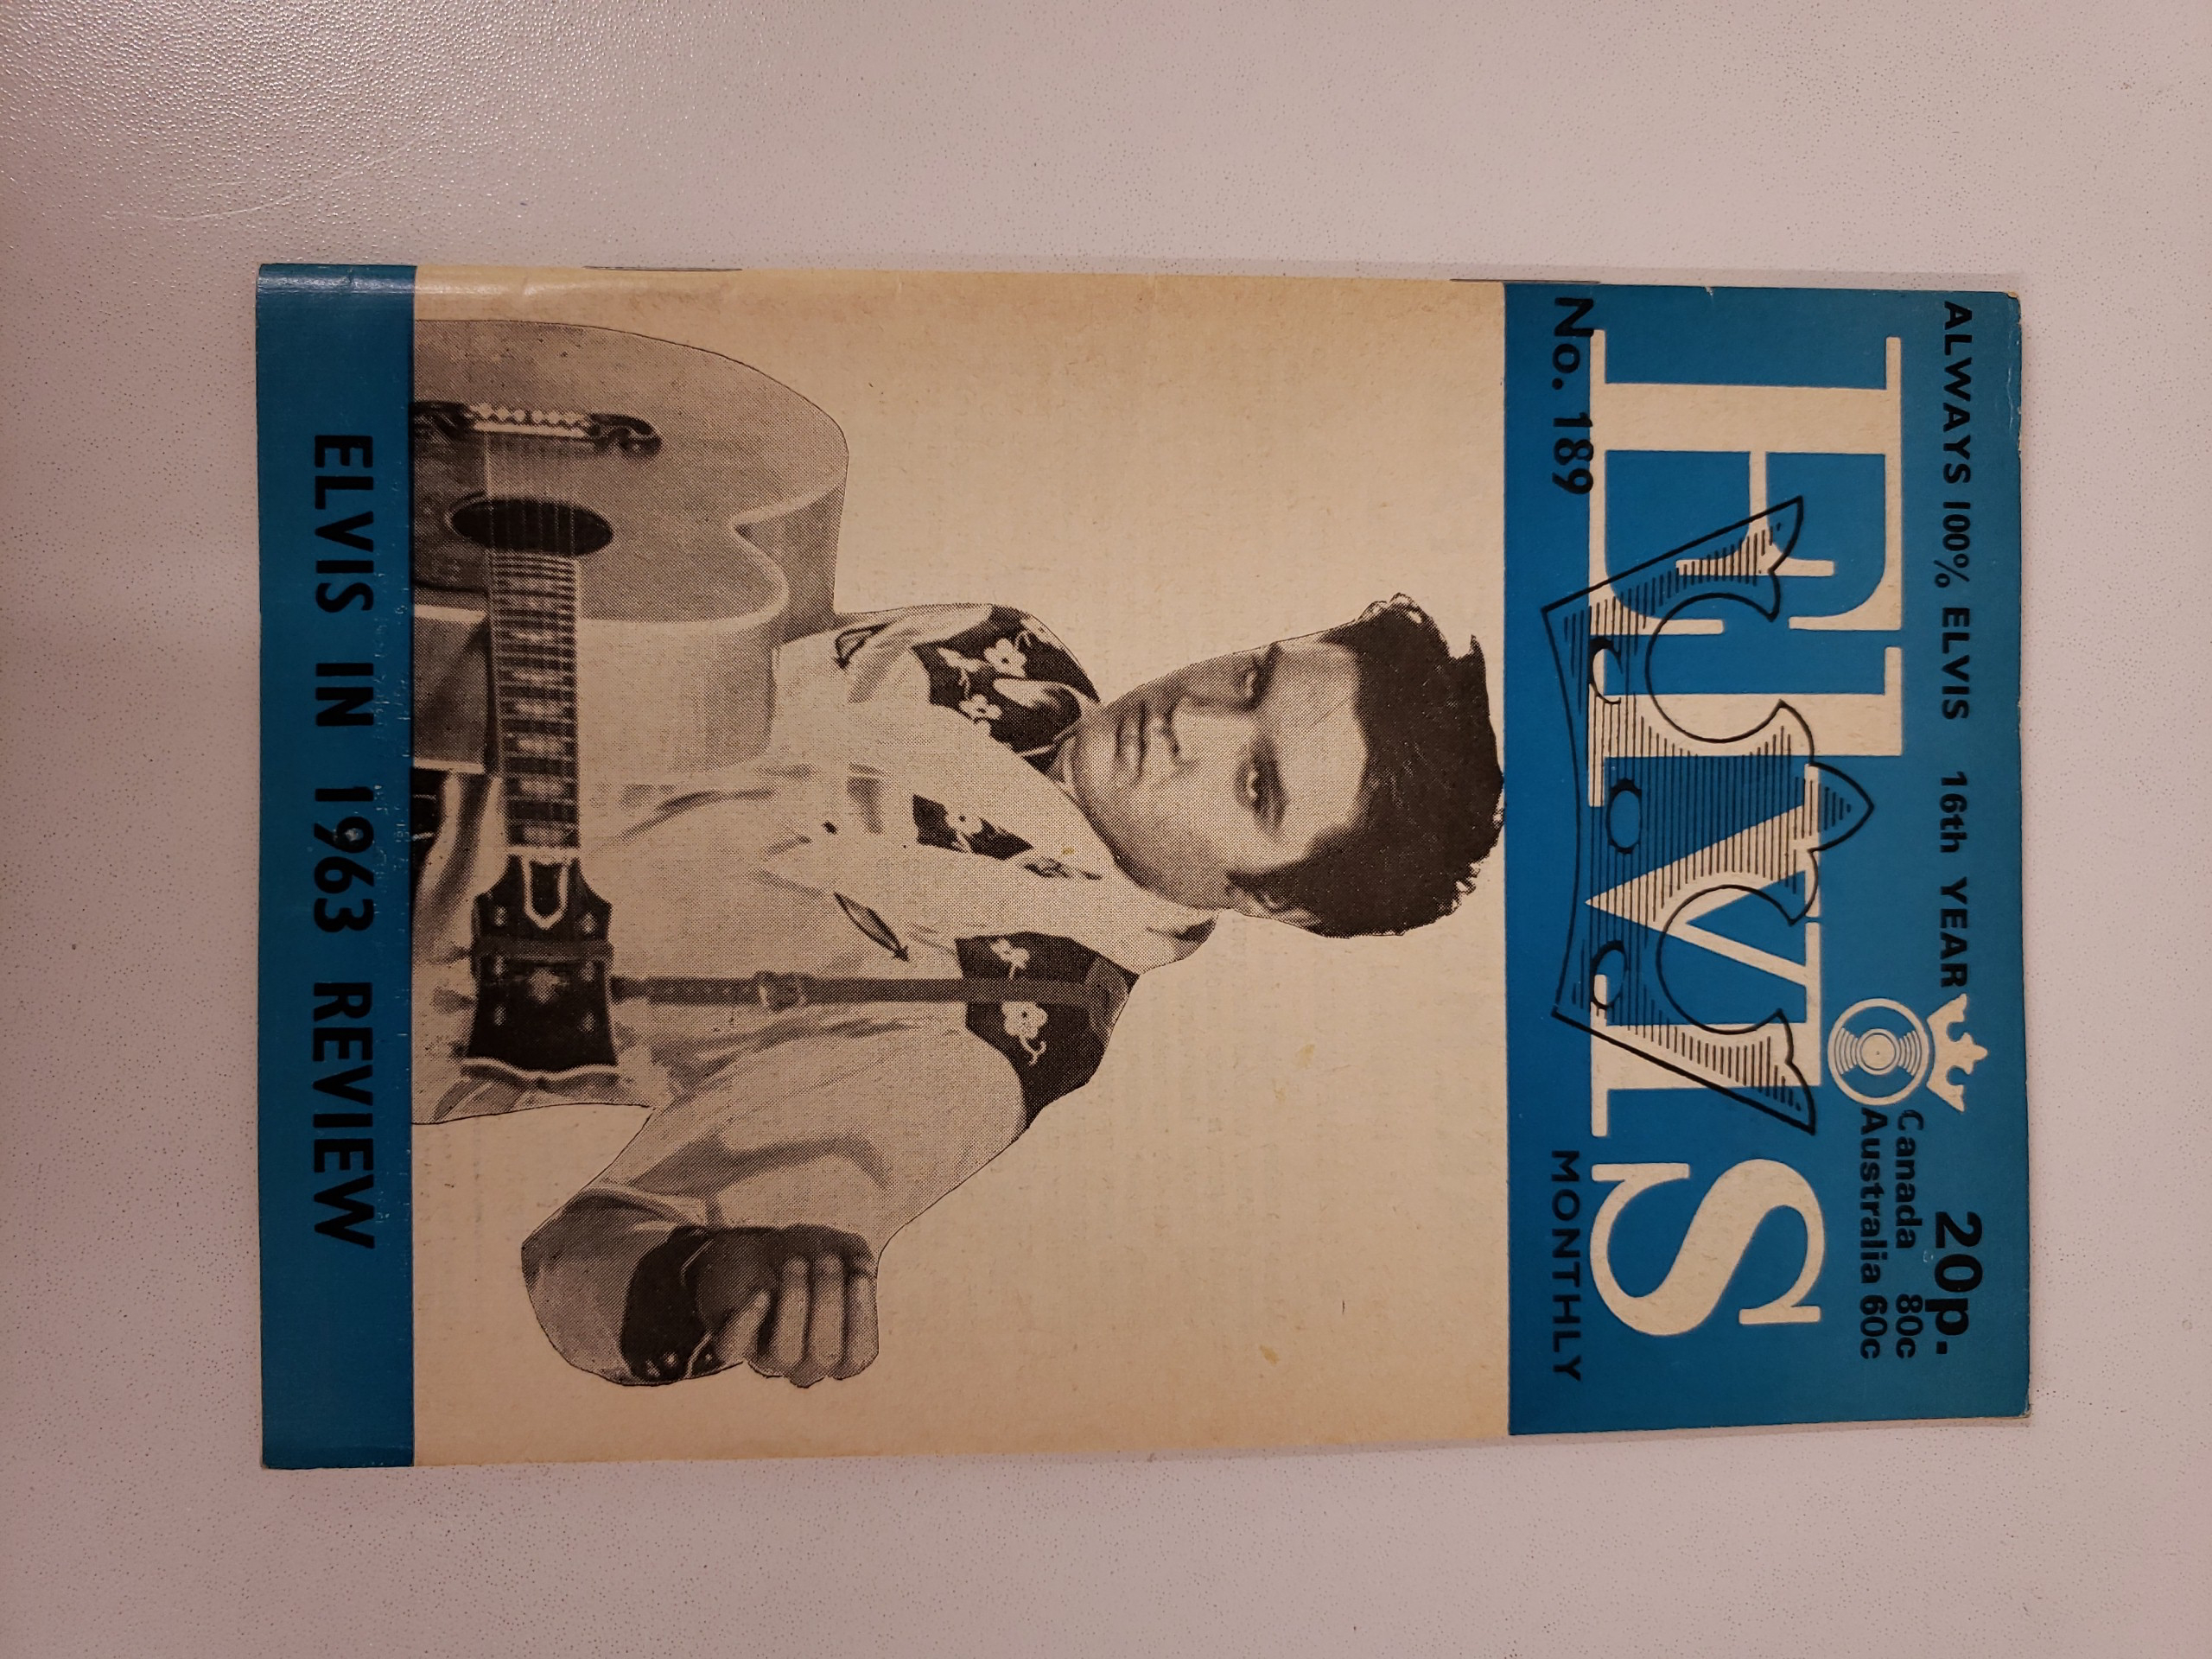 ALWAYS 100% ELVIS 16th YEAR
20p.
Canada 80c
Australia 60c
ELVIS
No. 189
MONTHLY
ELVIS IN 1963 REVIEW